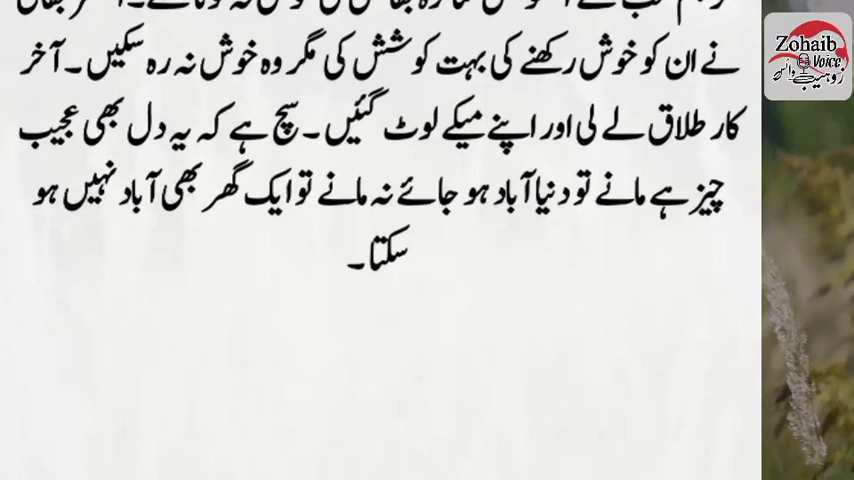 نے ان کو خوش رکھنے کی بہت کوشش کی مگر وہ خوش نہ رہ سکیں۔ آخر
کار طلاق لے لی اور اپنے میکے لوٹ گئیں۔ سچ ہے کہ یہ دل بھی عجیب
چیز ہے مانے تو دنیا آباد ہو جائے نہ مانے تو ایک گھر بھی آباد نہیں ہو
سکتا۔
Zohaib
Voice
زوہیب وائس